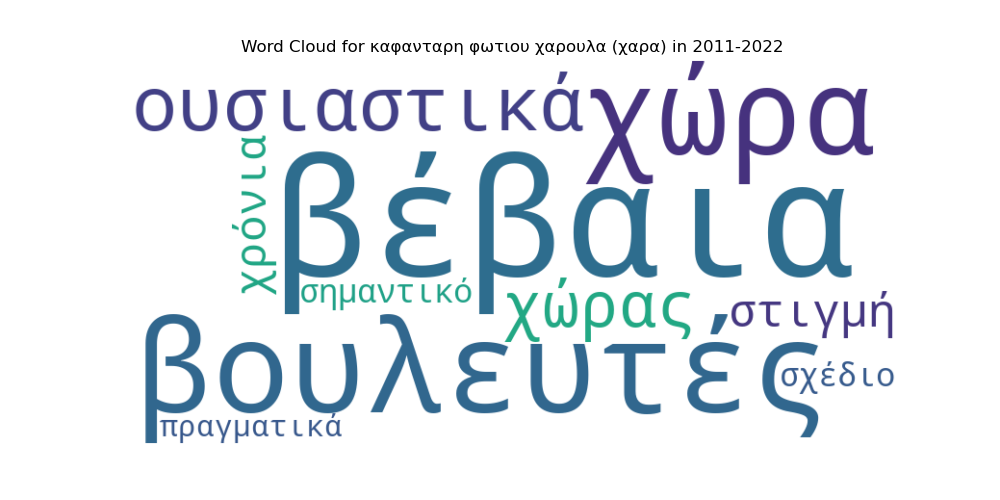 Word Cloud for καφανταρη φωτιου χαρουλα (χαρα) in 2011-2022
ουσιαστικά
χώρα
χρόνια
βέβαια
σημαντικό
χώρας
στιγμή
βουλευτές
σχέδιο
πραγματικά